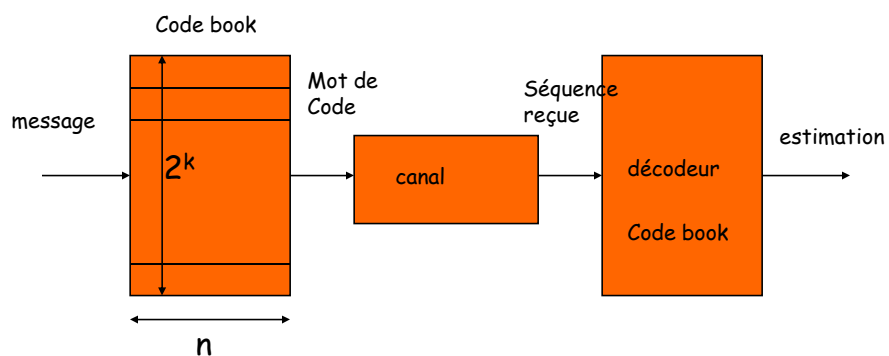 Code book
message
2k
n
Mot de
Code
canal
Séquence
reçue
décodeur
Code book
estimation